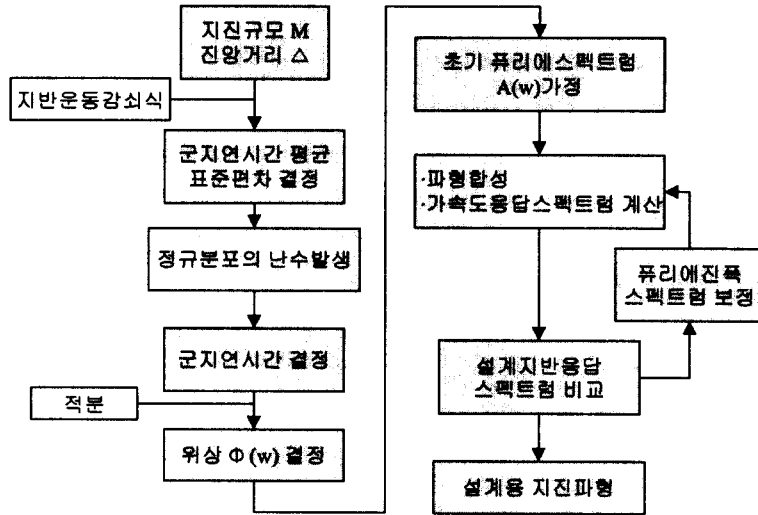 지진규모 M
진앙거리 △
지반운동감쇠식
군지연시간 평균
표준편차 결정
정규분포의 난수발생
군지연시간 결정
적분
위상 Φ(w) 결정
초기 퓨리에스펙트럼
A(w)가정
·파형합성
·가속도응답스펙트럼 계산
퓨리에진폭
스펙트럼 보정
설계지반응답
스펙트럼 비교
설계용 지진파형